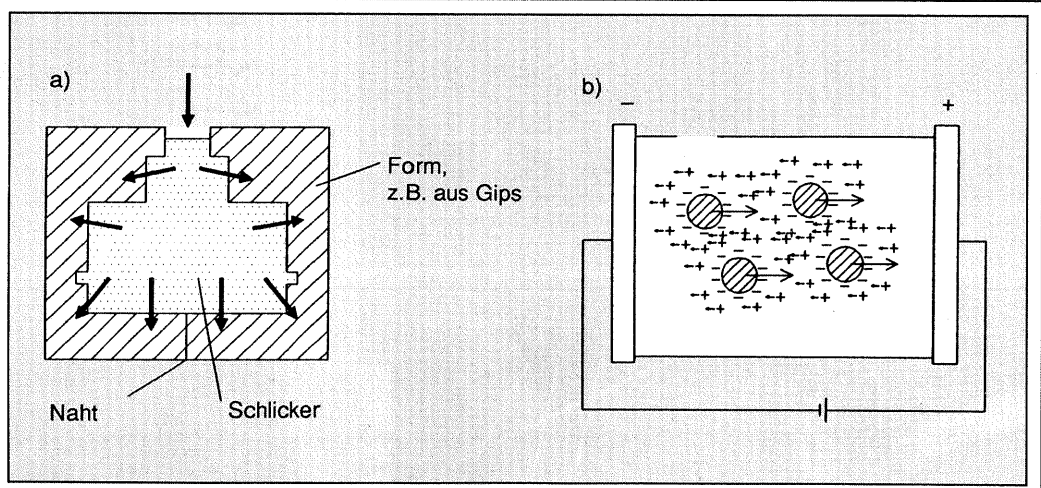 a)
Form,
z.B. aus Gips
Naht
Schlicker
b)
− +